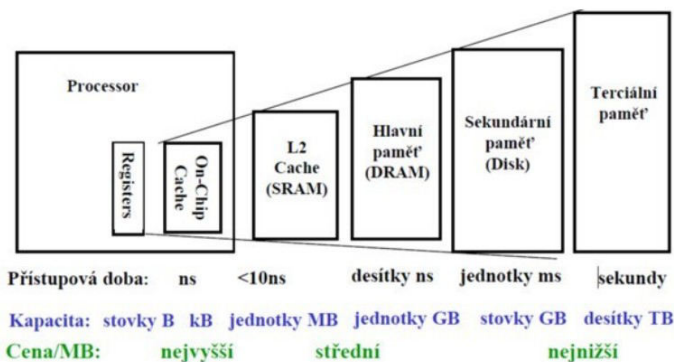 Processor
Registers
On-Chip
Cache
L2
Cache
(SRAM)
Hlavní
paměť
(DRAM)
Sekundární
paměť
(Disk)
Terciální
paměť
Přístupová doba: ns <10ns desítky ns jednotky ms sekundy
Kapacita: stovky B kB jednotky MB jednotky GB stovky GB desítky TB
Cena/MB: nejvyšší střední nejnižší